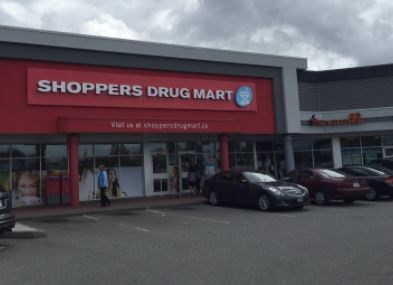 SHOPPERS DRUG MART
Visit us at shoppersdrugmart.ca